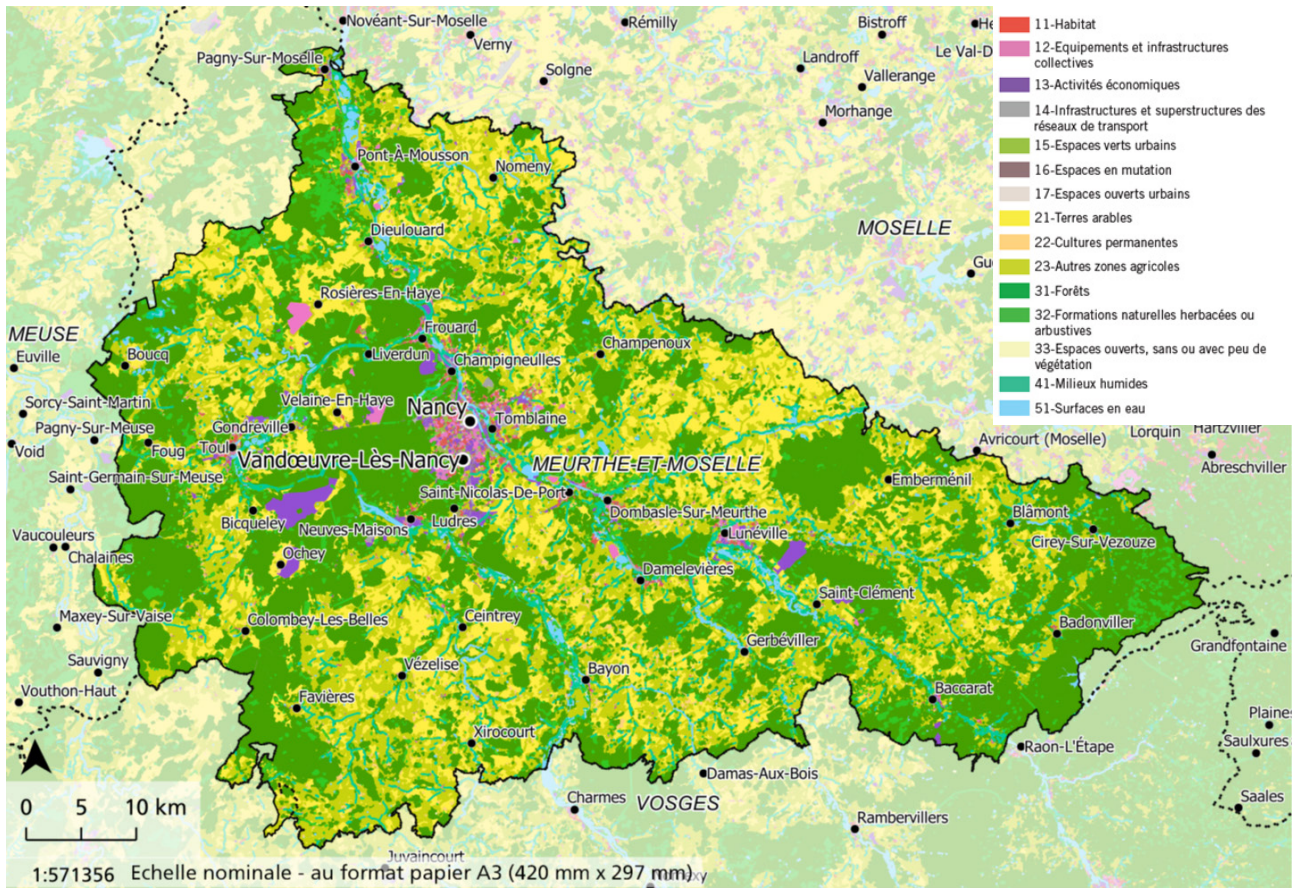 Novéant-Sur-Moselle
Rémilly
Bistroff
Verny
Le Val-D
Pagny-Sur-Moselle
Solgne
Landroff
Vallerange
Morhange
11-Habitat
12-Equipements et infrastructures
collectives
13-Activités économiques
14-Infrastructures et superstructures des
réseaux de transport
15-Espaces verts urbains
16-Espaces en mutation
17-Espaces ouverts urbains
21-Terres arables
22-Cultures permanentes
23-Autres zones agricoles
31-Forêts
32-Formations naturelles herbacées ou
arbustives
33-Espaces ouverts, sans ou avec peu de
végétation
41-Milieux humides
51-Surfaces en eau
Pont-À-Mousson
Nomeny
Dieulouard
MOSELLE
Gu
Rosières-En-Haye
MEUSE
Frouard
Euville
Boucq
Liverdun
Champigneulles
Champenoux
Sorcy-Saint-Martin
Velaine-En-Haye
Nancy
Tomblaine
Pagny-Sur-Meuse
Gondreville
Void
Foug
Toul
Vandœuvre-Lès-Nancy
MEURTHE-ET-MOSELLE
Avricourt (Moselle)
Lorquin
Hartzviller
Abreschviller
Saint-Germain-Sur-Meuse
Saint-Nicolas-De-Port
Emberménil
Bicqueley
Neuves-Maisons
Ludres
Dombasle-Sur-Meurthe
Blâmont
Vaucouleurs
Chalaines
Ochey
Lunéville
Cirey-Sur-Vezouze
Damelevières
Saint-Clément
Maxey-Sur-Vaise
Colombey-Les-Belles
Ceintrey
Gerbéviller
Badonviller
Grandfontaine
Sauvigny
Vézelise
Bayon
Vouthon-Haut
Favières
Baccarat
Plaines
Xirocourt
Raon-L'Étape
Saulxures
Damas-Aux-Bois
VOSGES
Charmes
Rambervillers
Saales
0 5 10 km
Juvaincourt
1:571356 Echelle nominale - au format papier A3 (420 mm x 297 mm)